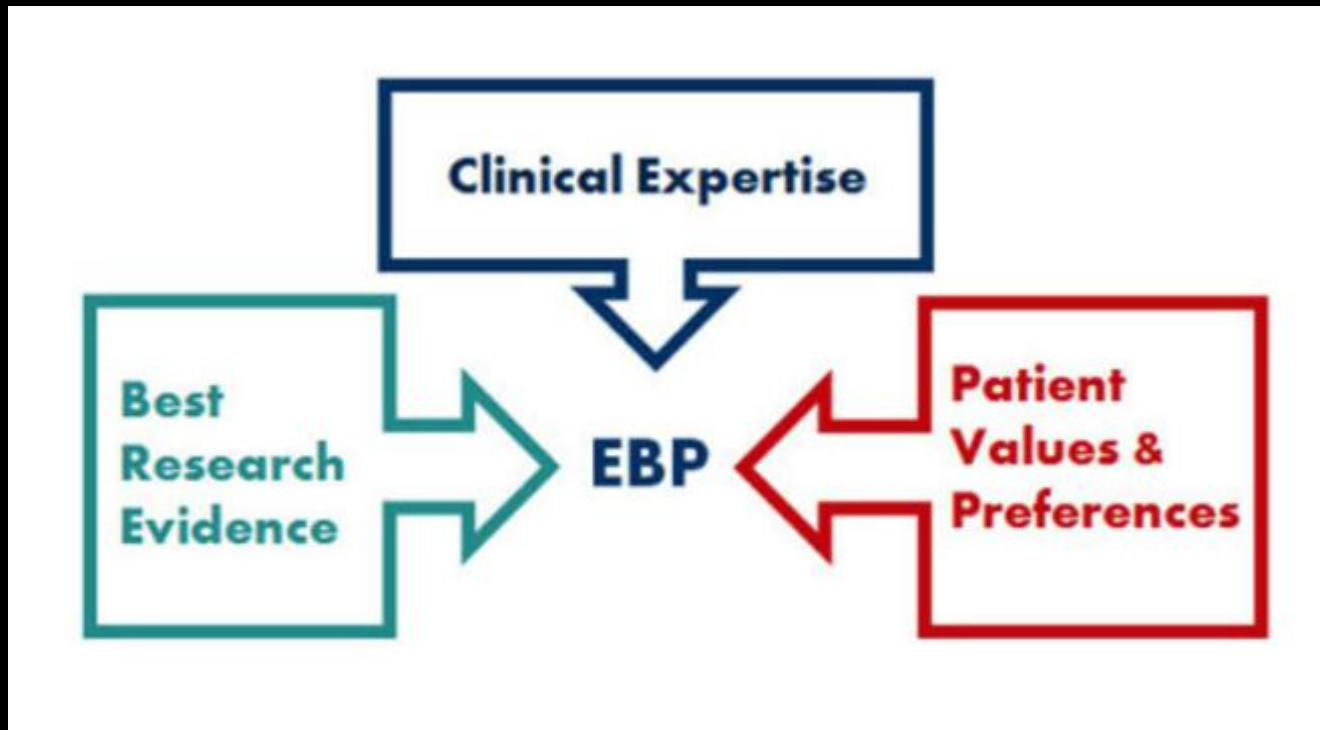 Clinical Expertise
Best
Research
Evidence
EBP
Patient
Values &
Preferences